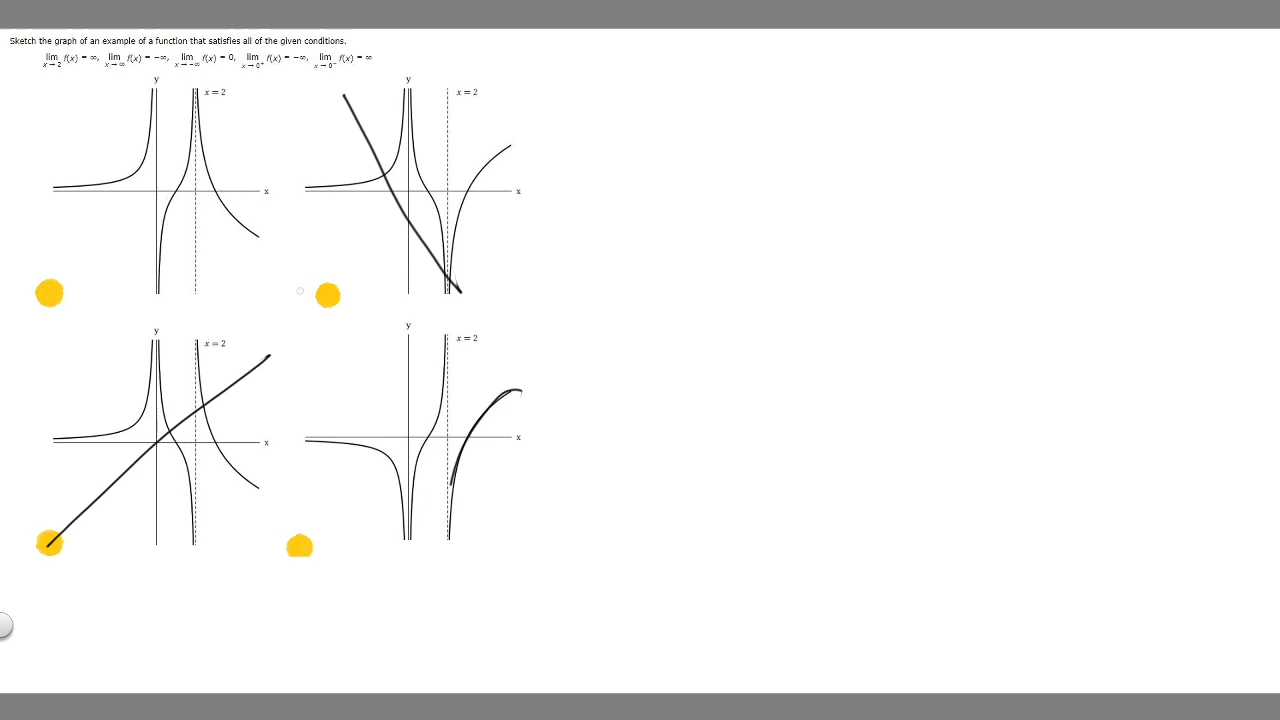 Sketch the graph of an example of a function that satisfies all of the given conditions.
lim x→2 f(x) = ∞, lim x→∞ f(x) = −∞, lim x→−∞ f(x) = 0, lim x→0⁺ f(x) = −∞, lim x→0⁻ f(x) = ∞
y y
x = 2 x = 2
x x
y y
x = 2 x = 2
x x